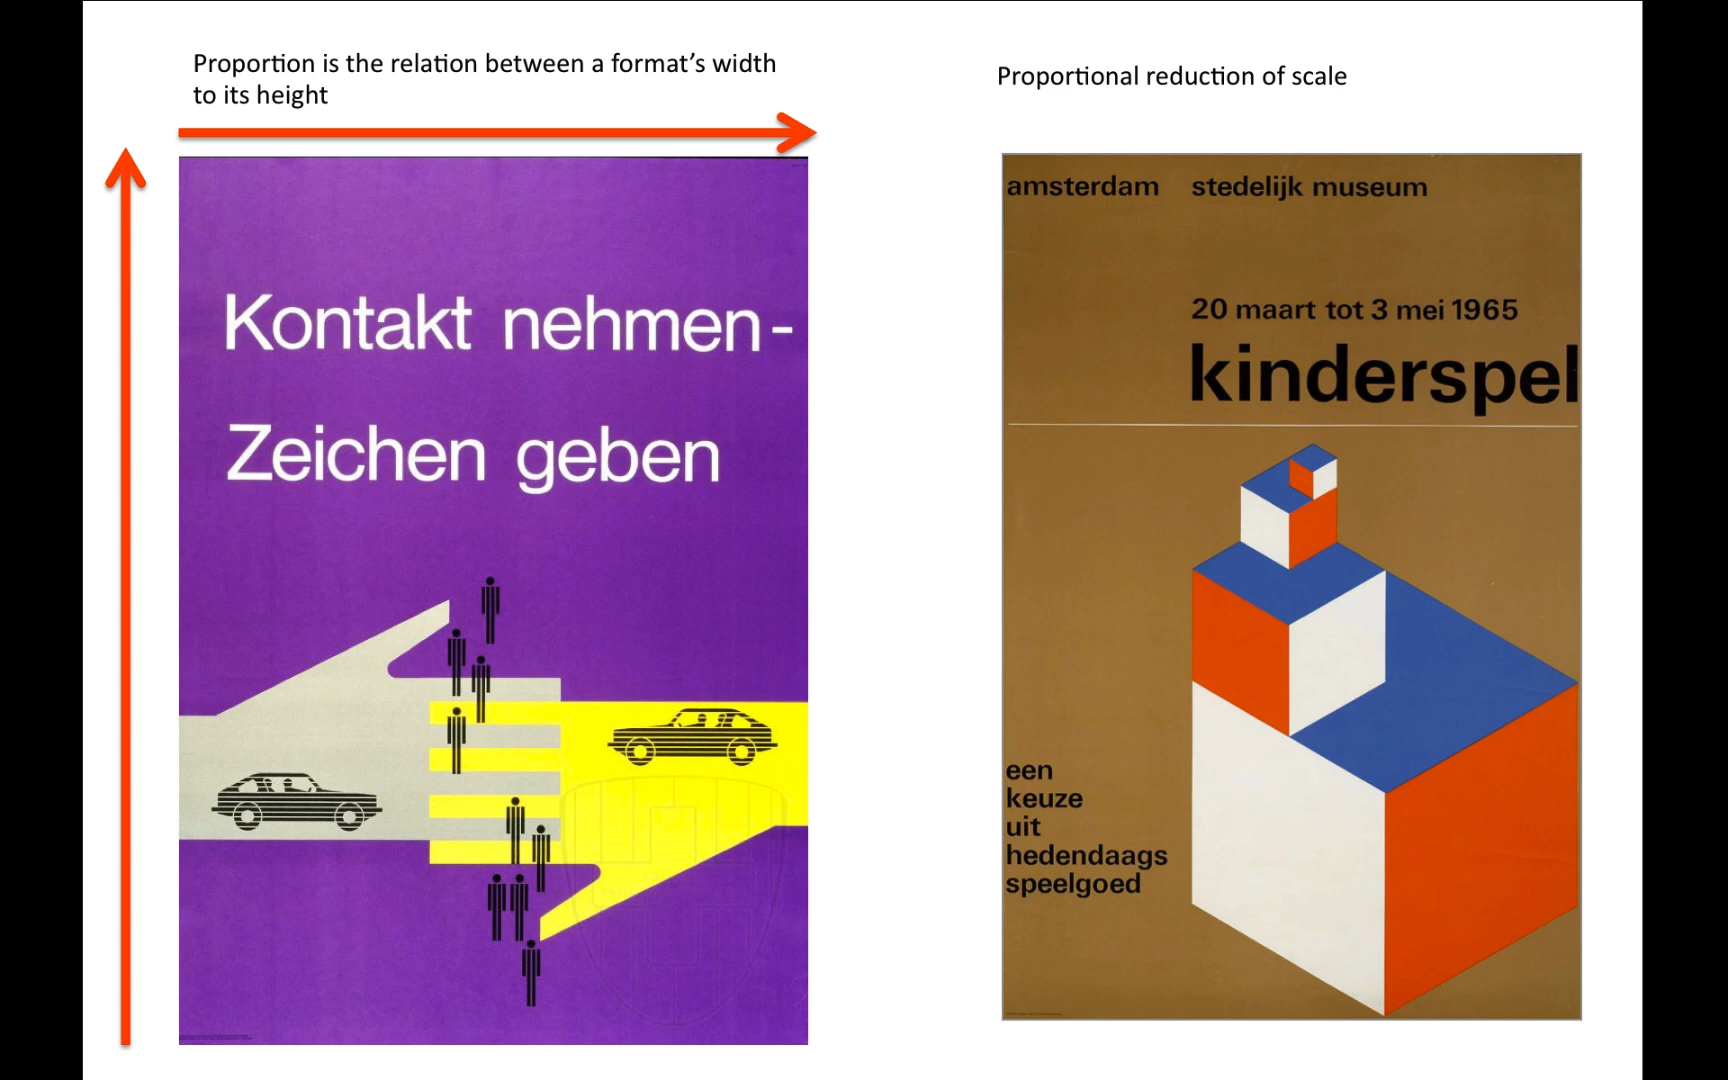 Proportion is the relation between a format's width
to its height
Kontakt nehmen-
Zeichen geben
Proportional reduction of scale
amsterdam stedelijk museum
20 maart tot 3 mei 1965
kinderspel
een
keuze
uit
hedendaags
speelgoed